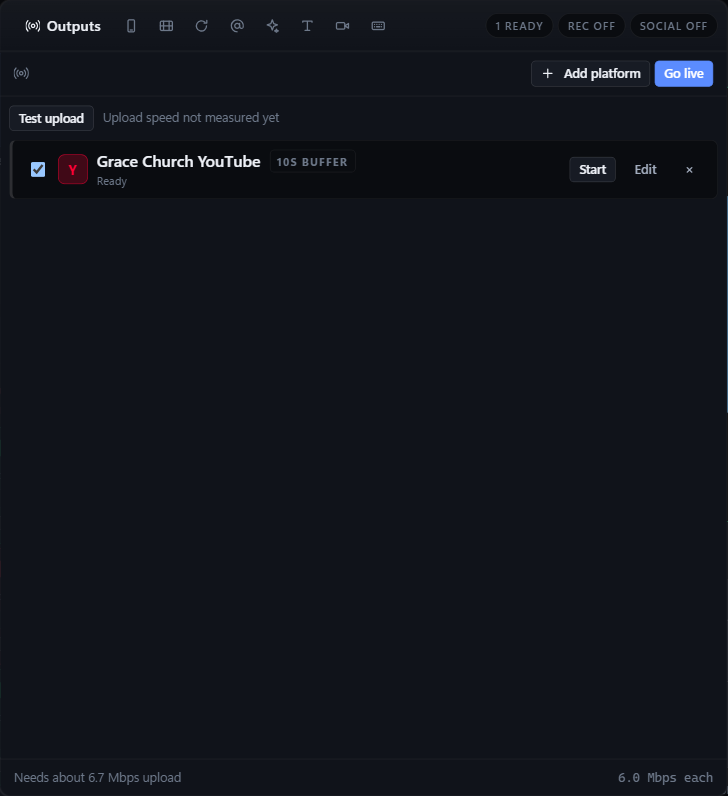 Outputs
1 READY
REC OFF
SOCIAL OFF
+ Add platform
Go live
Test upload
Upload speed not measured yet
Y
Grace Church YouTube
10S BUFFER
Ready
Start
Edit
×
Needs about 6.7 Mbps upload
6.0 Mbps each